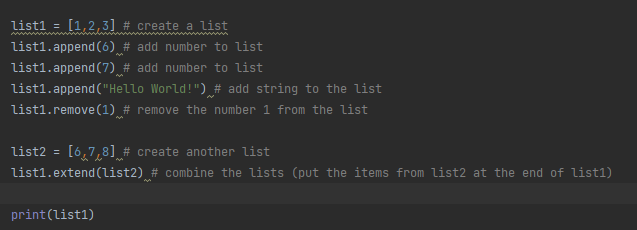 list1 = [1,2,3] # create a list
list1.append(6) # add number to list
list1.append(7) # add number to list
list1.append("Hello World!") # add string to the list
list1.remove(1) # remove the number 1 from the list
list2 = [6,7,8] # create another list
list1.extend(list2) # combine the lists (put the items from list2 at the end of list1)
print(list1)